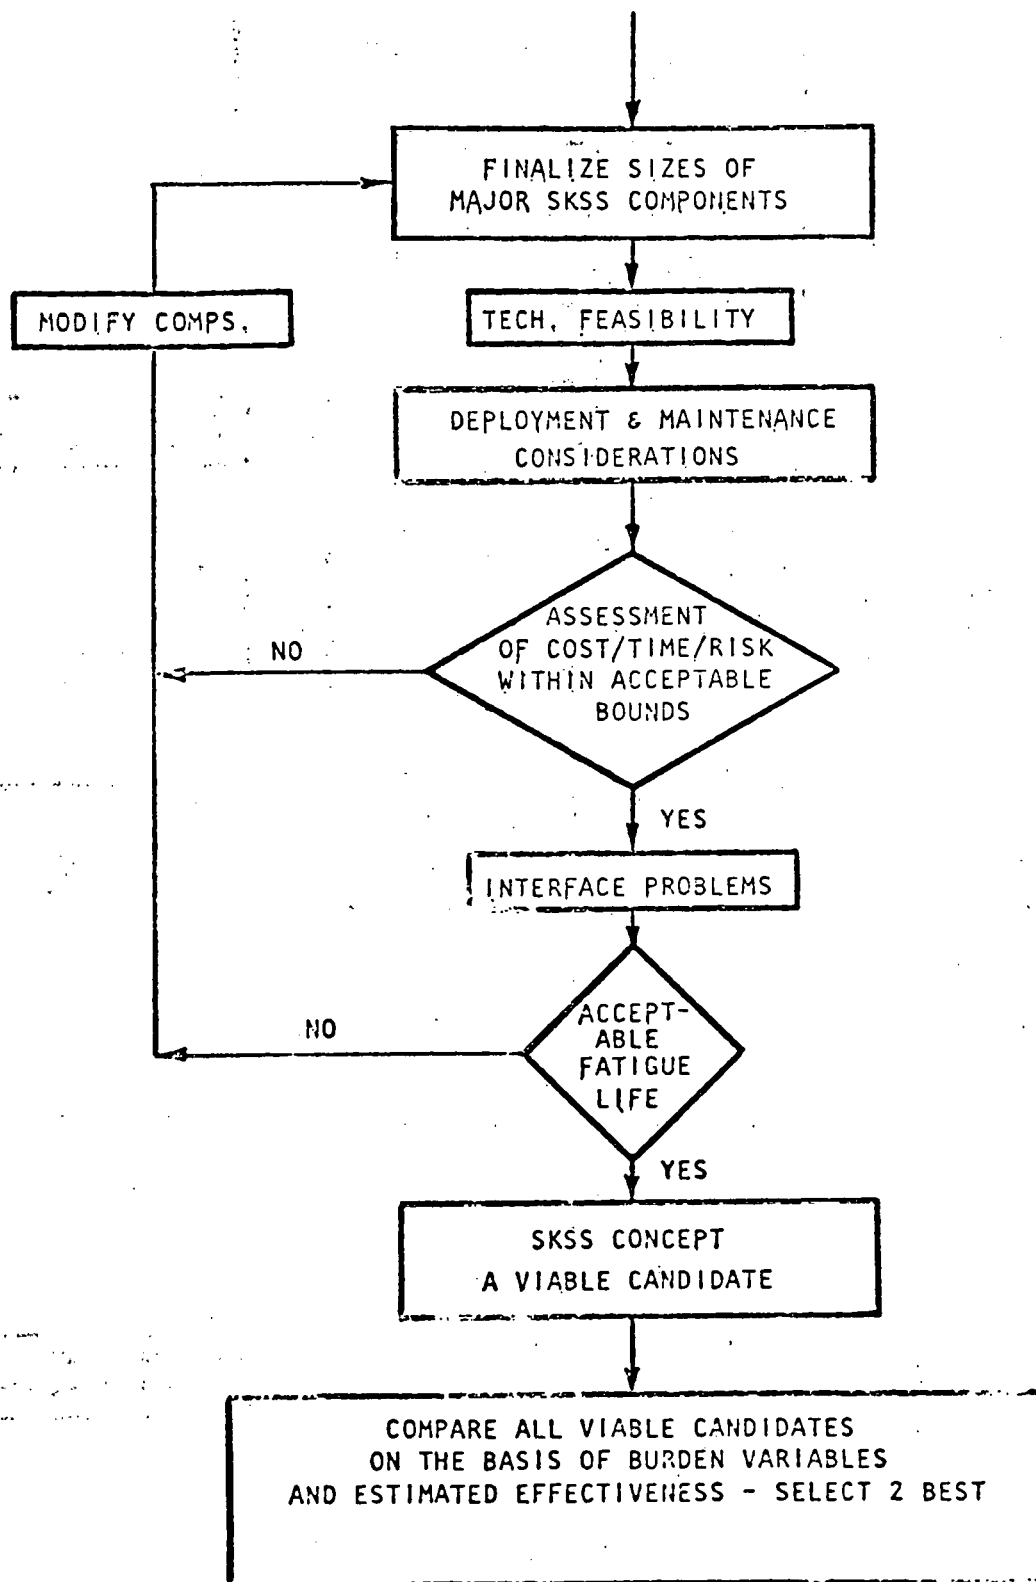 FINALIZE SIZES OF
MAJOR SKSS COMPONENTS
MODIFY COMPS.
TECH. FEASIBILITY
DEPLOYMENT & MAINTENANCE
CONSIDERATIONS
ASSESSMENT
OF COST/TIME/RISK
WITHIN ACCEPTABLE
BOUNDS
NO
YES
INTERFACE PROBLEMS
ACCEPT-
ABLE
FATIGUE
LIFE
NO
YES
SKSS CONCEPT
A VIABLE CANDIDATE
COMPARE ALL VIABLE CANDIDATES
ON THE BASIS OF BURDEN VARIABLES
AND ESTIMATED EFFECTIVENESS - SELECT 2 BEST